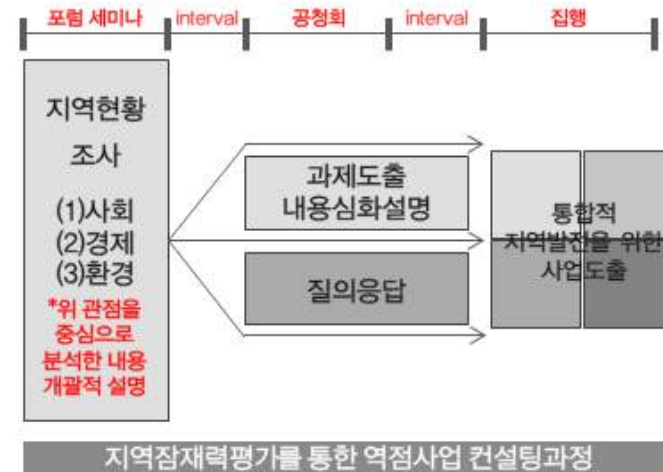 포럼 세미나 interval 공청회 interval 집행
지역현황
조사
(1)사회
(2)경제
(3)환경
*위 관점을
중심으로
분석한 내용
개괄적 설명
과제도출
내용심화설명
질의응답
통합적
지역발전을 위한
사업도출
지역잠재력평가를 통한 역점사업 컨설팅과정